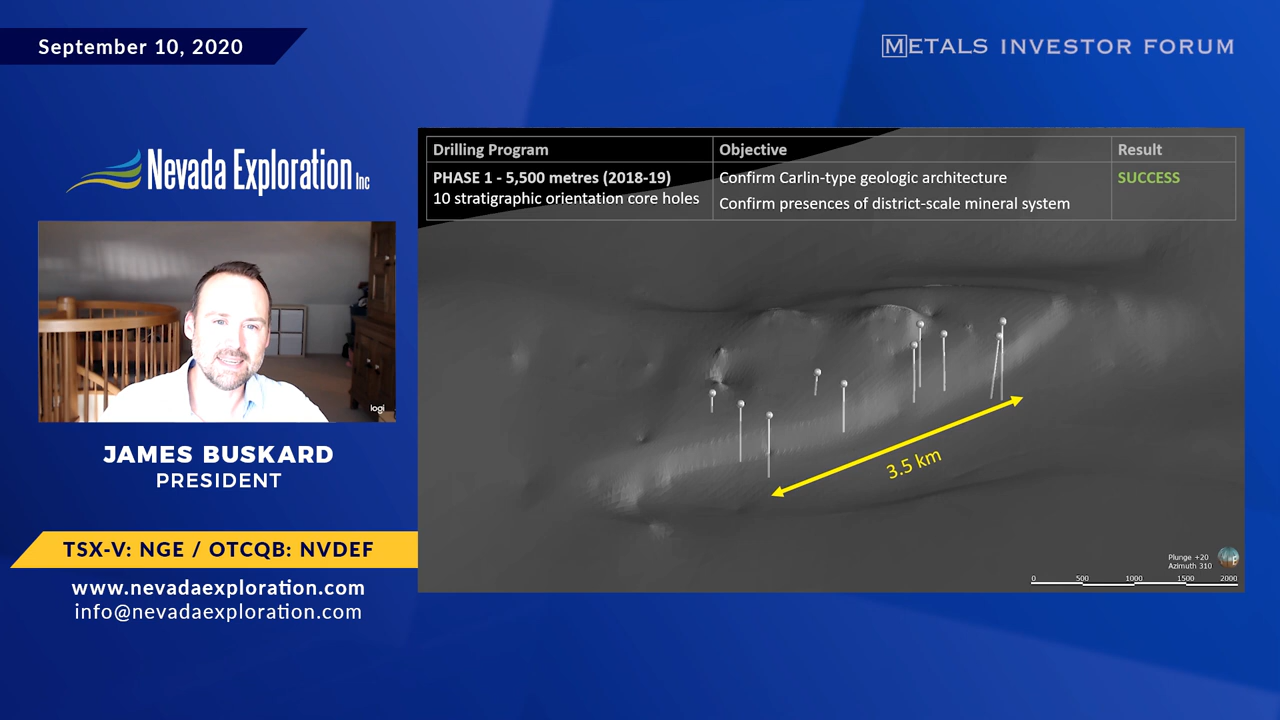 September 10, 2020
METALS INVESTOR FORUM
Nevada Exploration Inc
logi
JAMES BUSKARD
PRESIDENT
TSX-V: NGE / OTCQB: NVDEF
www.nevadaexploration.com
info@nevadaexploration.com
Drilling Program
Objective
Result
PHASE 1 - 5,500 metres (2018-19)
10 stratigraphic orientation core holes
Confirm Carlin-type geologic architecture
Confirm presences of district-scale mineral system
SUCCESS
3.5 km
Plunge +20
Azimuth 310
E
0 500 1000 1500 2000